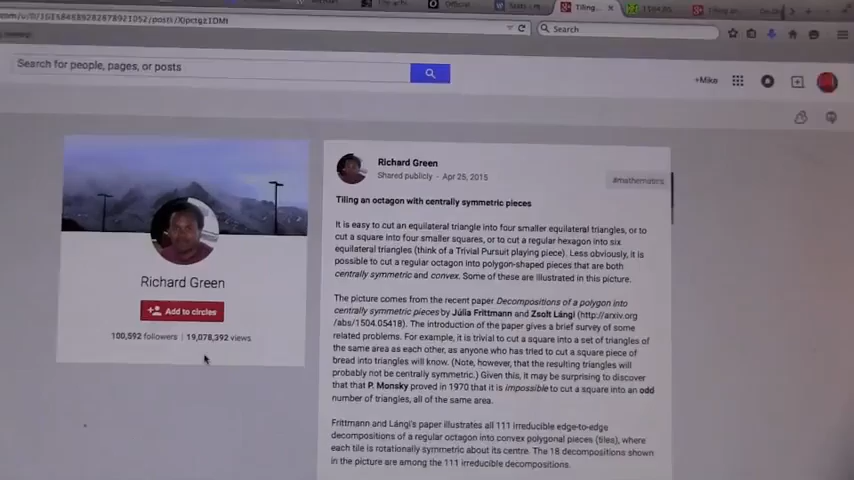 Official
Tiling...
Search
Search for people, pages, or posts
+Mike
Richard Green
Add to circles
100,592 followers | 19,078,392 views
Richard Green
Shared publicly - Apr 25, 2015
#mathematics
Tiling an octagon with centrally symmetric pieces
It is easy to cut an equilateral triangle into four smaller equilateral triangles, or to
cut a square into four smaller squares, or to cut a regular hexagon into six
equilateral triangles (think of a Trivial Pursuit playing piece). Less obviously, it is
possible to cut a regular octagon into polygon-shaped pieces that are both
centrally symmetric and convex. Some of these are illustrated in this picture.
The picture comes from the recent paper Decompositions of a polygon into
centrally symmetric pieces by Júlia Frittmann and Zsolt Lángi (http://arxiv.org
/abs/1504.05418). The introduction of the paper gives a brief survey of some
related problems. For example, it is trivial to cut a square into a set of triangles of
the same area as each other, as anyone who has tried to cut a square piece of
bread into triangles will know. (Note, however, that the resulting triangles will
probably not be centrally symmetric.) Given this, it may be surprising to discover
that that P. Monsky proved in 1970 that it is impossible to cut a square into an odd
number of triangles, all of the same area.
Frittmann and Lángi's paper illustrates all 111 irreducible edge-to-edge
decompositions of a regular octagon into convex polygonal pieces (tiles), where
each tile is rotationally symmetric about its centre. The 18 decompositions shown
in the picture are among the 111 irreducible decompositions.